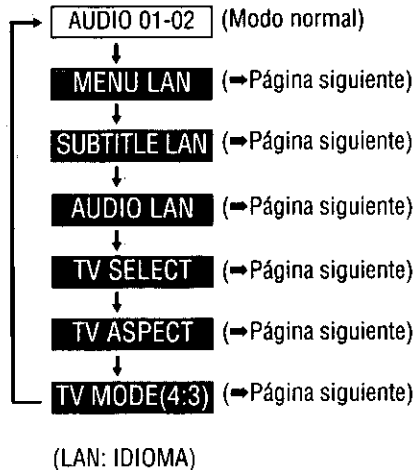 AUDIO 01-02 (Modo normal)
MENU LAN (➡Página siguiente)
SUBTITLE LAN (➡Página siguiente)
AUDIO LAN (➡Página siguiente)
TV SELECT (➡Página siguiente)
TV ASPECT (➡Página siguiente)
TV MODE(4:3) (➡Página siguiente)
(LAN: IDIOMA)